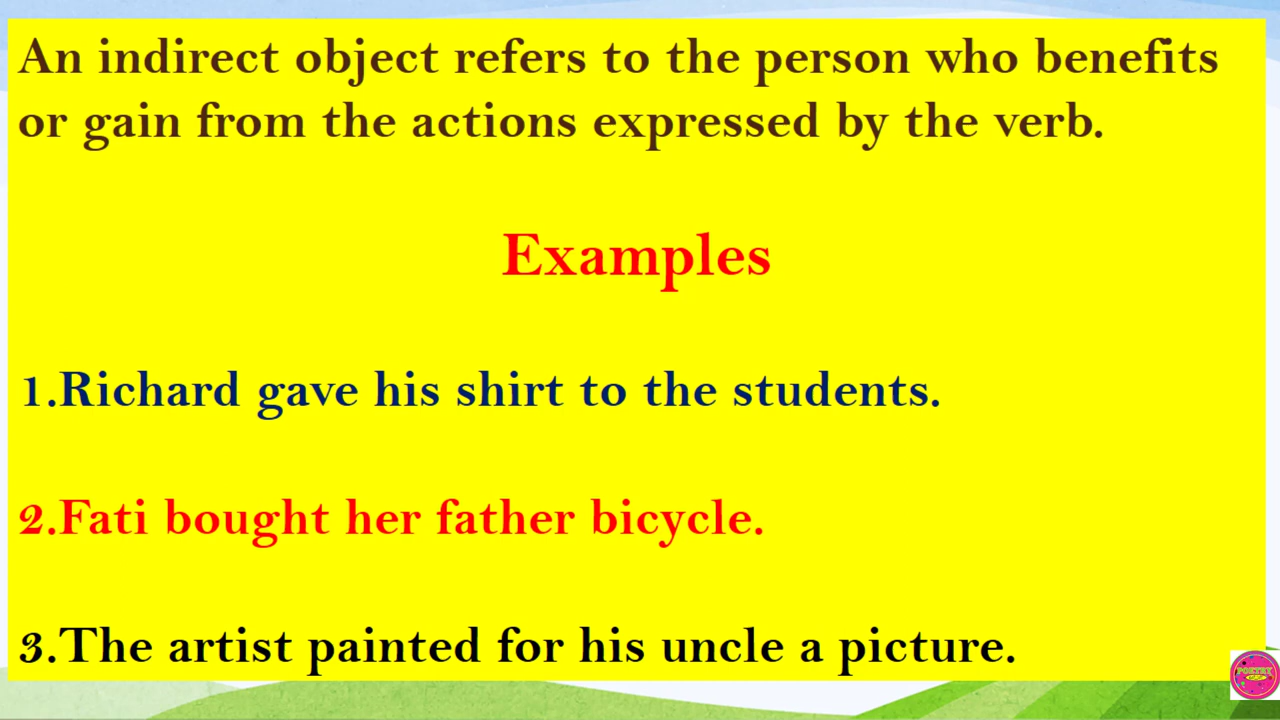 An indirect object refers to the person who benefits
or gain from the actions expressed by the verb.
Examples
1.Richard gave his shirt to the students.
2.Fati bought her father bicycle.
3.The artist painted for his uncle a picture.
POETRY